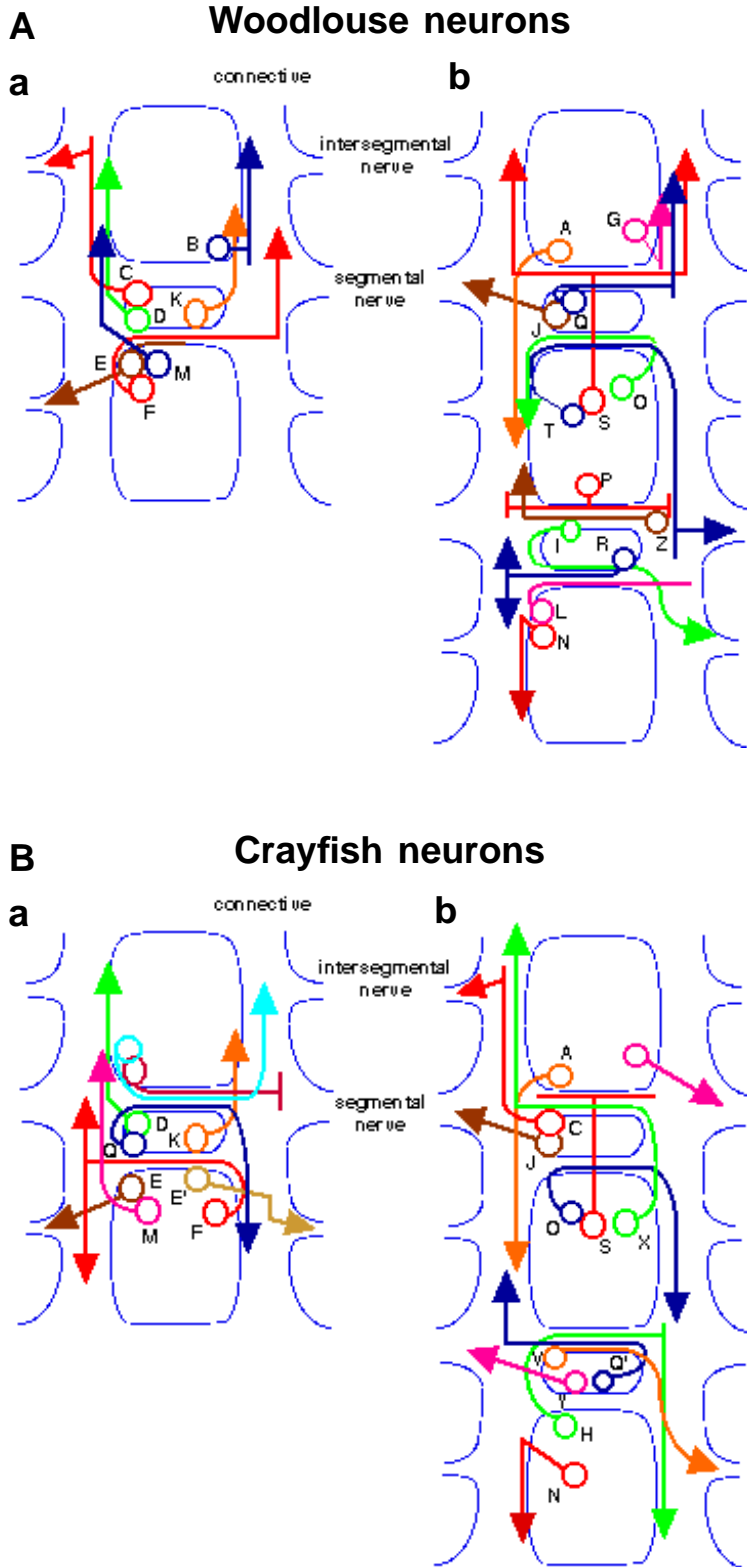 A
Woodlouse neurons
a
connective
b
intersegmental
nerve
B
G
A
C
segmental
nerve
D
K
J
Q
E
M
F
O
T
S
P
I
R
Z
L
N
B
Crayfish neurons
a
connective
b
intersegmental
nerve
A
segmental
nerve
D
C
Q
K
J
E
E'
M
F
O
S
X
V
Q'
Y
H
N